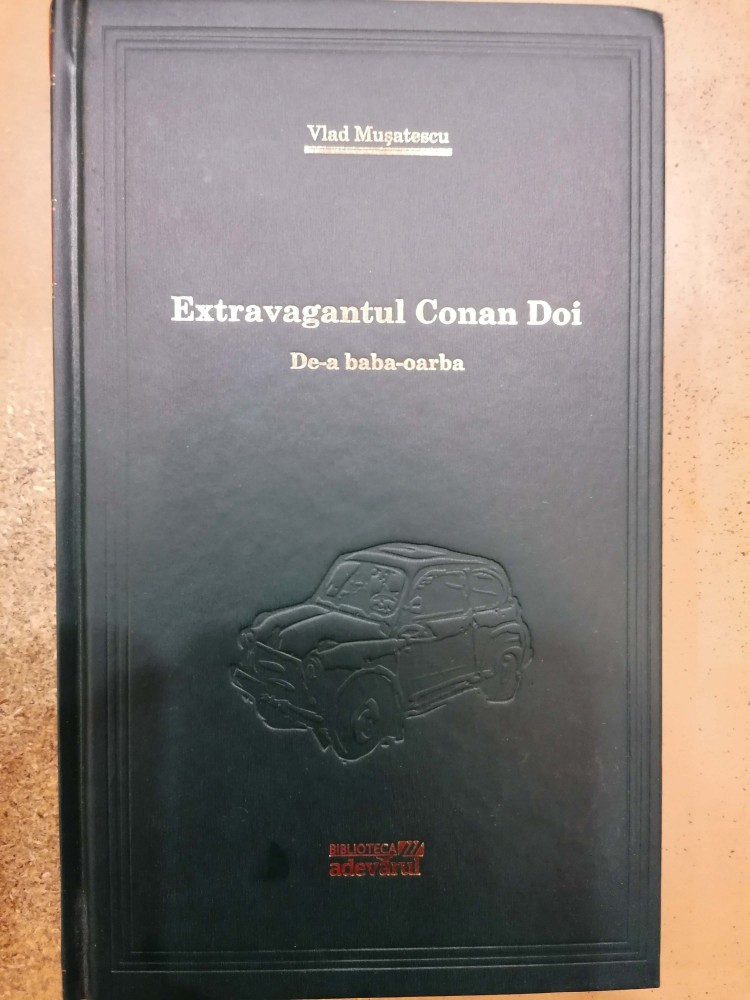 Vlad Mușatescu
Extravagantul Conan Doi
De-a baba-oarba
BIBLIOTECA
adevărul